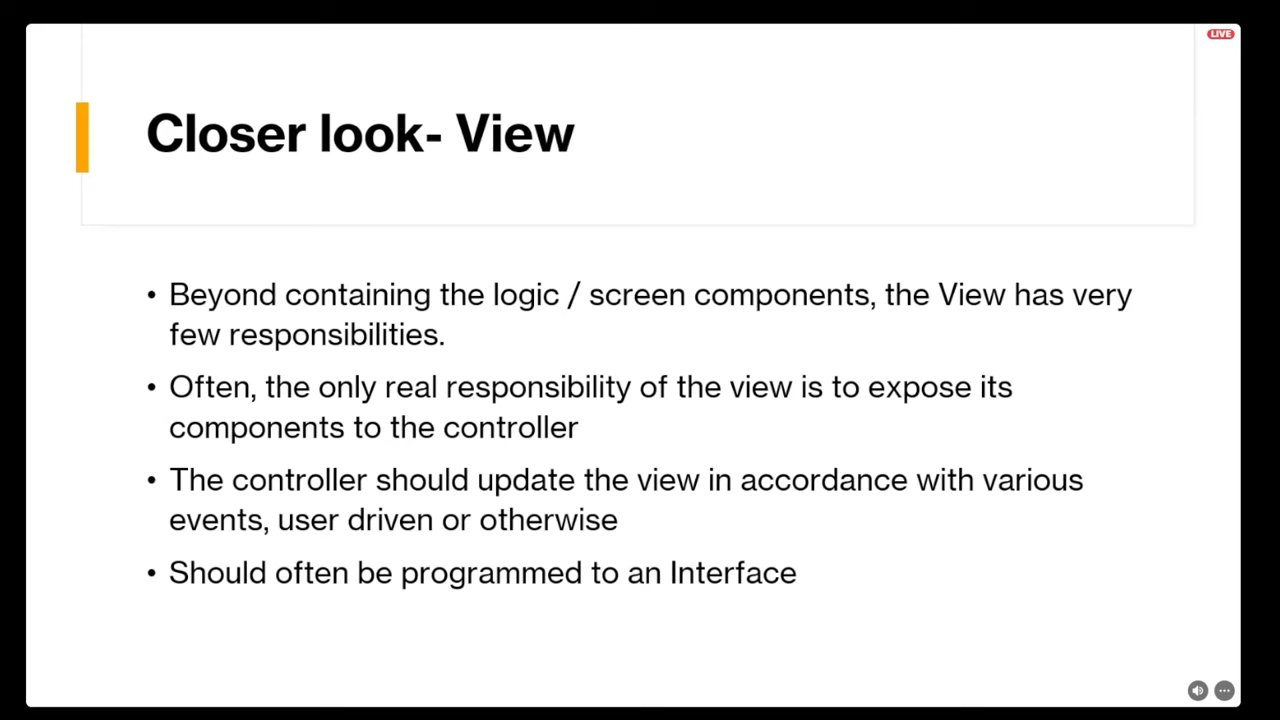 LIVE
Closer look- View
• Beyond containing the logic / screen components, the View has very
few responsibilities.
• Often, the only real responsibility of the view is to expose its
components to the controller
• The controller should update the view in accordance with various
events, user driven or otherwise
• Should often be programmed to an Interface